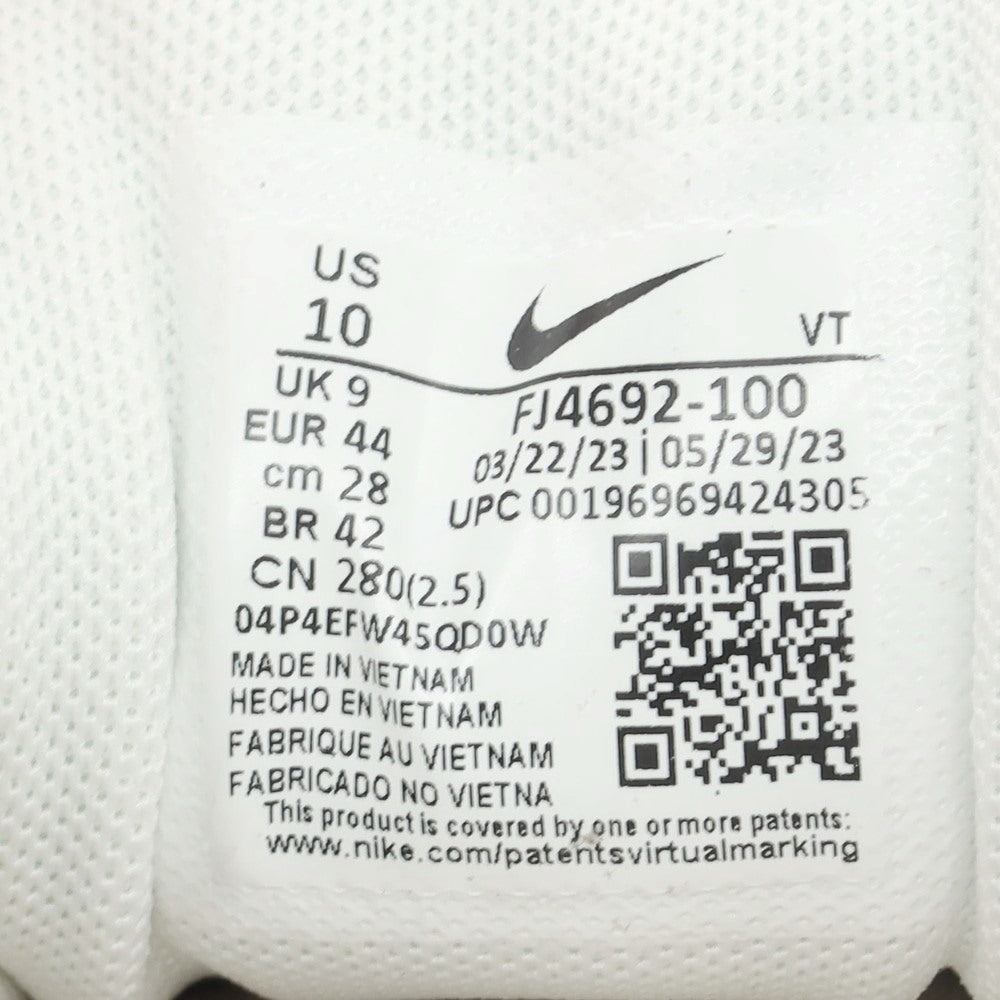 US
10
VT
UK 9
EUR 44
cm 28
BR 42
CN 280(2.5)
FJ4692-100
03/22/23 | 05/29/23
UPC 00196969424305
04P4EFW45QD0W
MADE IN VIETNAM
HECHO EN VIETNAM
FABRIQUE AU VIETNAM
FABRICADO NO VIETNA
This product is covered by one or more patents:
www.nike.com/patentsvirtualmarking